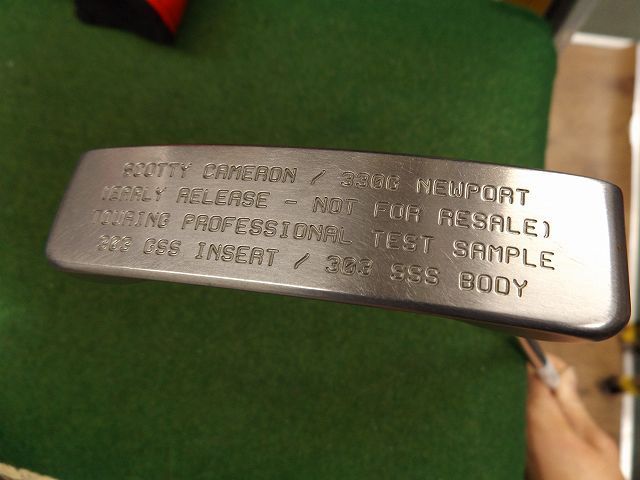 SCOTTY CAMERON / 330G NEWPORT
(EARLY RELEASE - NOT FOR RESALE)
TOURING PROFESSIONAL TEST SAMPLE
303 GSS INSERT / 303 SSS BODY